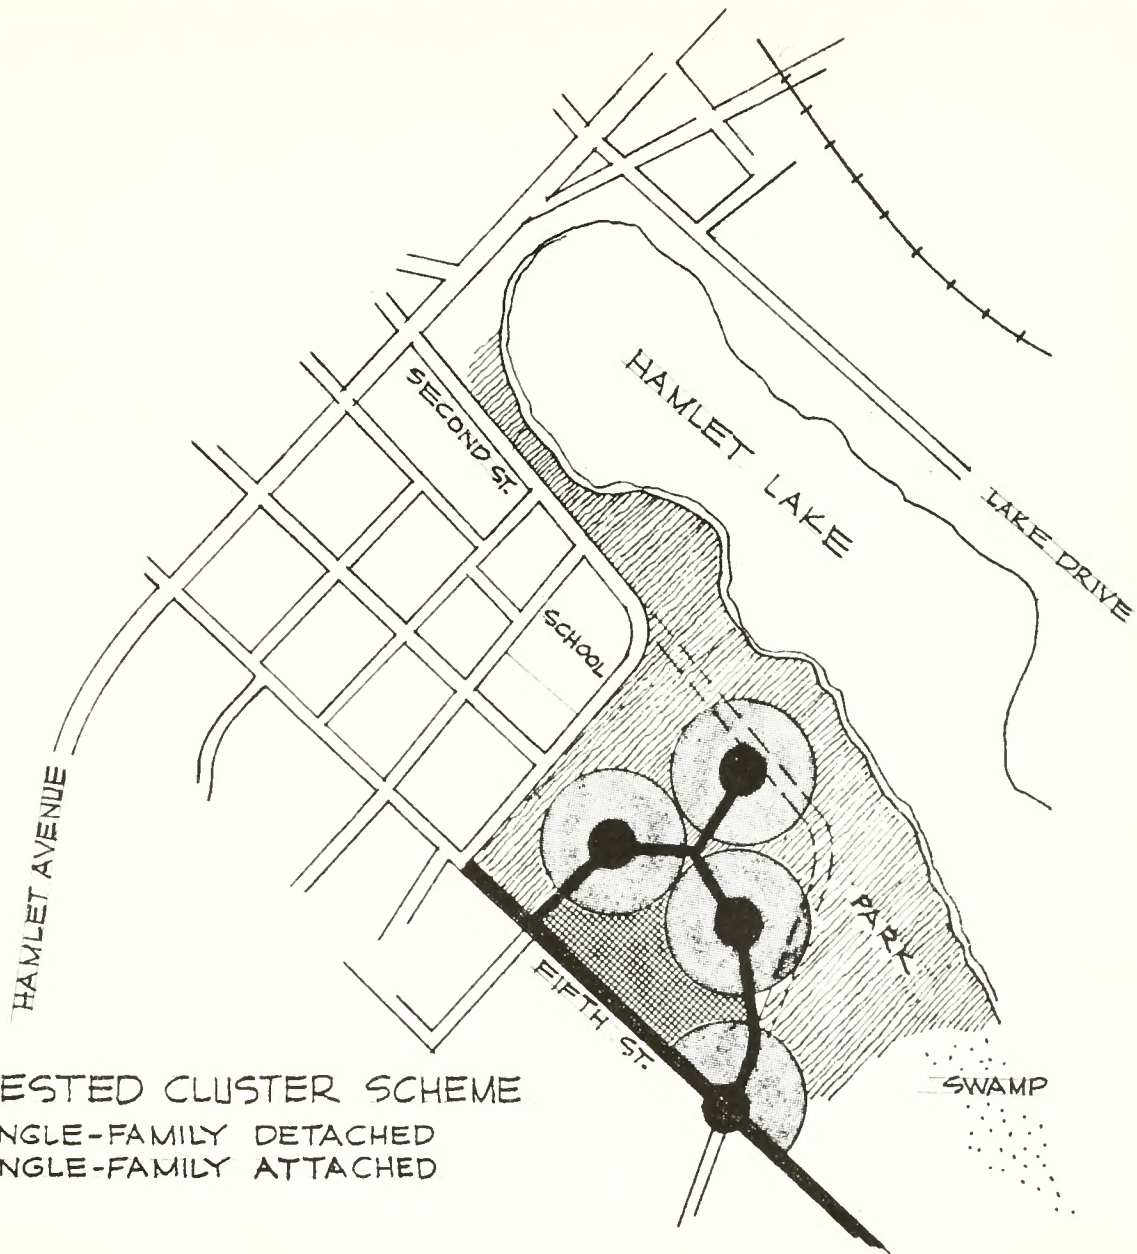 SECOND ST.
HAMLET LAKE
LAKE DRIVE
SCHOOL
HAMLET AVENUE
PARK
FIFTH ST.
SWAMP
ESTED CLUSTER SCHEME
NGLE-FAMILY DETACHED
NGLE-FAMILY ATTACHED